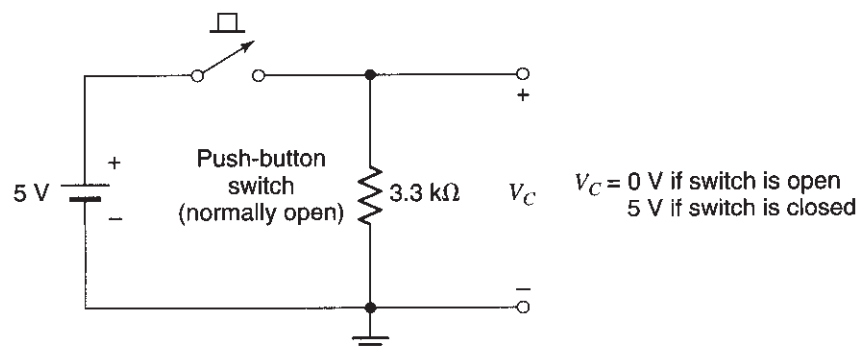 +
5 V
−
Push-button
switch
(normally open)
3.3 kΩ
+
V_C
−
V_C = 0 V if switch is open
5 V if switch is closed